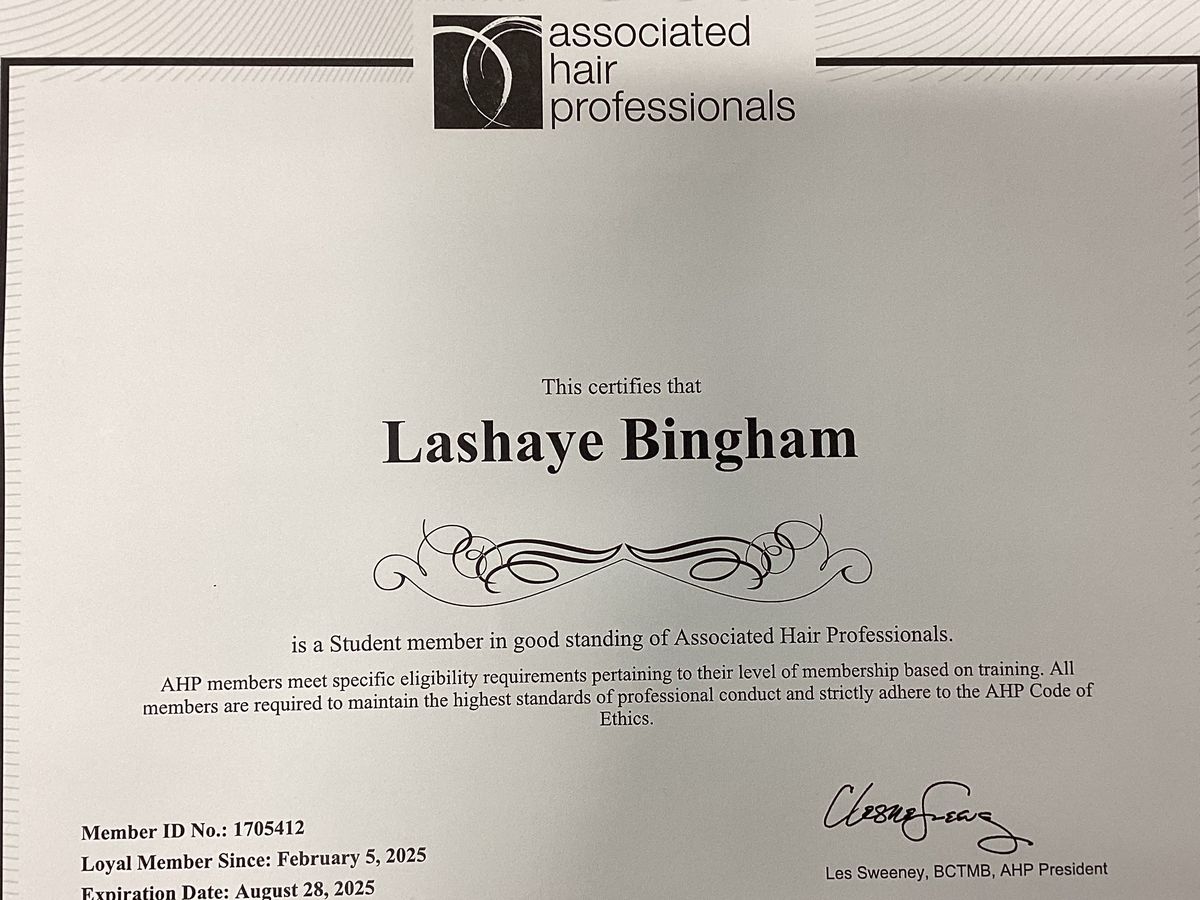 associated
hair
professionals
This certifies that
Lashaye Bingham
is a Student member in good standing of Associated Hair Professionals.
AHP members meet specific eligibility requirements pertaining to their level of membership based on training. All
members are required to maintain the highest standards of professional conduct and strictly adhere to the AHP Code of
Ethics.
Member ID No.: 1705412
Loyal Member Since: February 5, 2025
Expiration Date: August 28, 2025
Les Sweeney, BCTMB, AHP President